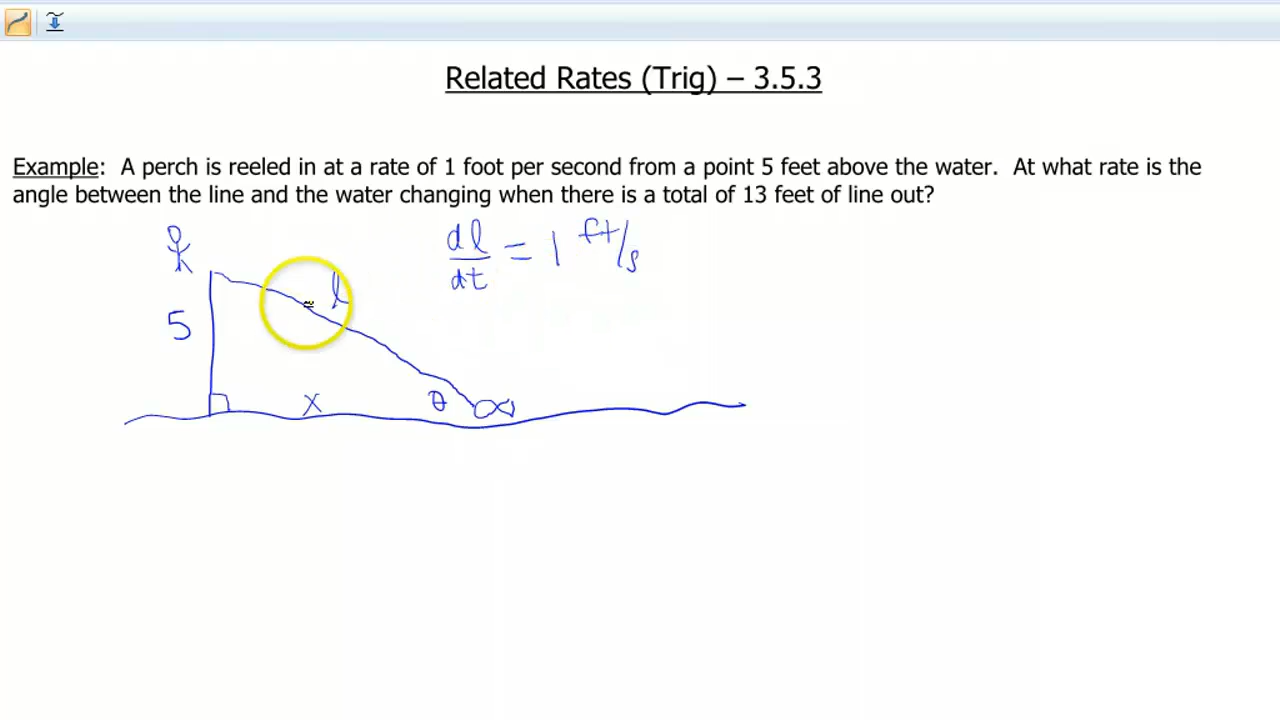 Related Rates (Trig) – 3.5.3
Example: A perch is reeled in at a rate of 1 foot per second from a point 5 feet above the water. At what rate is the
angle between the line and the water changing when there is a total of 13 feet of line out?
dl/dt = 1 ft/s
l
5
x θ